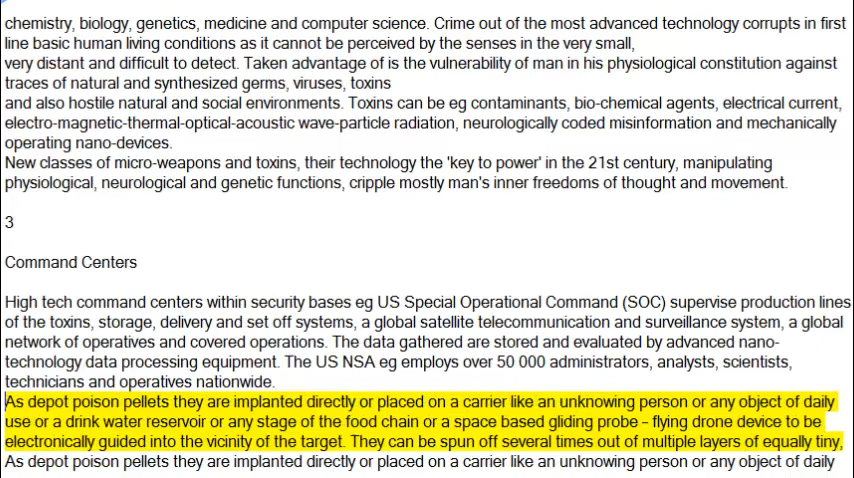 chemistry, biology, genetics, medicine and computer science. Crime out of the most advanced technology corrupts in first
line basic human living conditions as it cannot be perceived by the senses in the very small,
very distant and difficult to detect. Taken advantage of is the vulnerability of man in his physiological constitution against
traces of natural and synthesized germs, viruses, toxins
and also hostile natural and social environments. Toxins can be eg contaminants, bio-chemical agents, electrical current,
electro-magnetic-thermal-optical-acoustic wave-particle radiation, neurologically coded misinformation and mechanically
operating nano-devices.
New classes of micro-weapons and toxins, their technology the 'key to power' in the 21st century, manipulating
physiological, neurological and genetic functions, cripple mostly man's inner freedoms of thought and movement.
3
Command Centers
High tech command centers within security bases eg US Special Operational Command (SOC) supervise production lines
of the toxins, storage, delivery and set off systems, a global satellite telecommunication and surveillance system, a global
network of operatives and covered operations. The data gathered are stored and evaluated by advanced nano-
technology data processing equipment. The US NSA eg employs over 50 000 administrators, analysts, scientists,
technicians and operatives nationwide.
As depot poison pellets they are implanted directly or placed on a carrier like an unknowing person or any object of daily
use or a drink water reservoir or any stage of the food chain or a space based gliding probe – flying drone device to be
electronically guided into the vicinity of the target. They can be spun off several times out of multiple layers of equally tiny,
As depot poison pellets they are implanted directly or placed on a carrier like an unknowing person or any object of daily